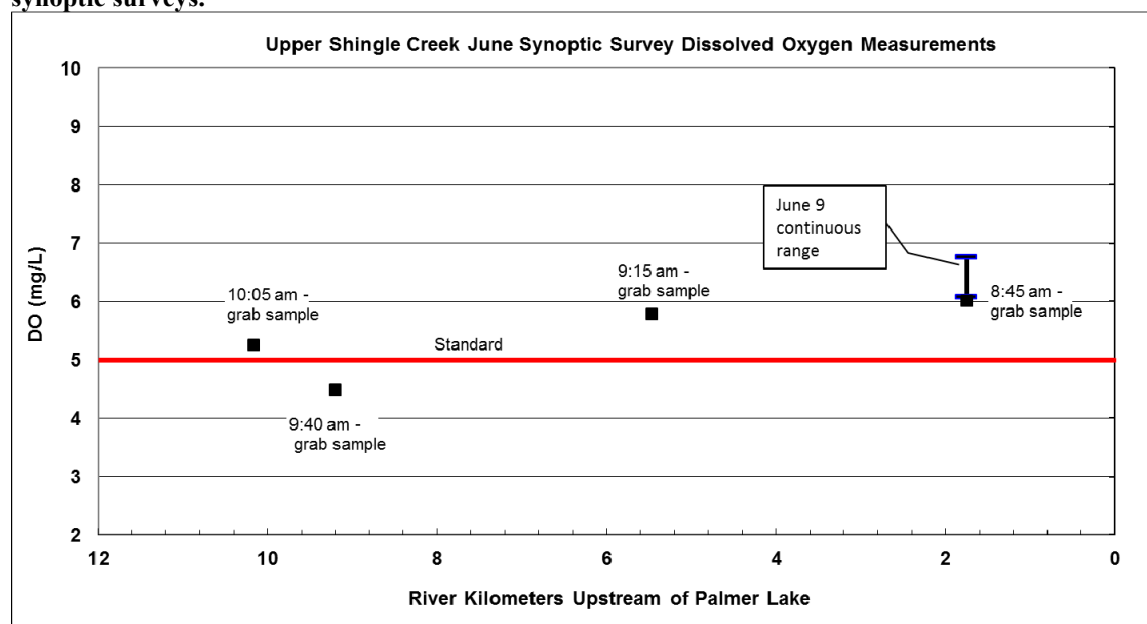 synoptic surveys.
Upper Shingle Creek June Synoptic Survey Dissolved Oxygen Measurements
10
9
8
7
6
5
4
3
2
DO (mg/L)
June 9
continuous
range
10:05 am -
grab sample
9:15 am -
grab sample
8:45 am -
grab sample
Standard
9:40 am -
grab sample
12
10
8
6
4
2
0
River Kilometers Upstream of Palmer Lake